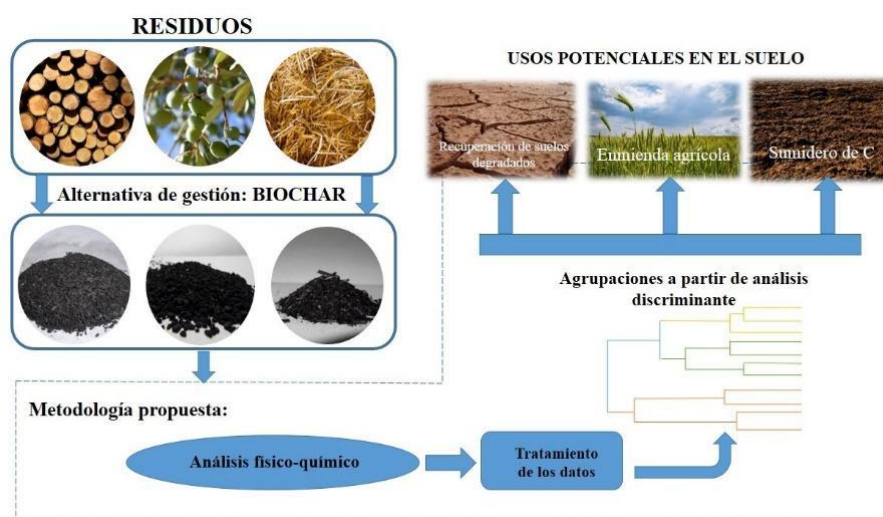 RESIDUOS
Alternativa de gestión: BIOCHAR
USOS POTENCIALES EN EL SUELO
Recuperación de suelos
degradados
Enmienda agrícola
Sumidero de C
Agrupaciones a partir de análisis
discriminante
Metodología propuesta:
Análisis físico-químico
Tratamiento
de los datos